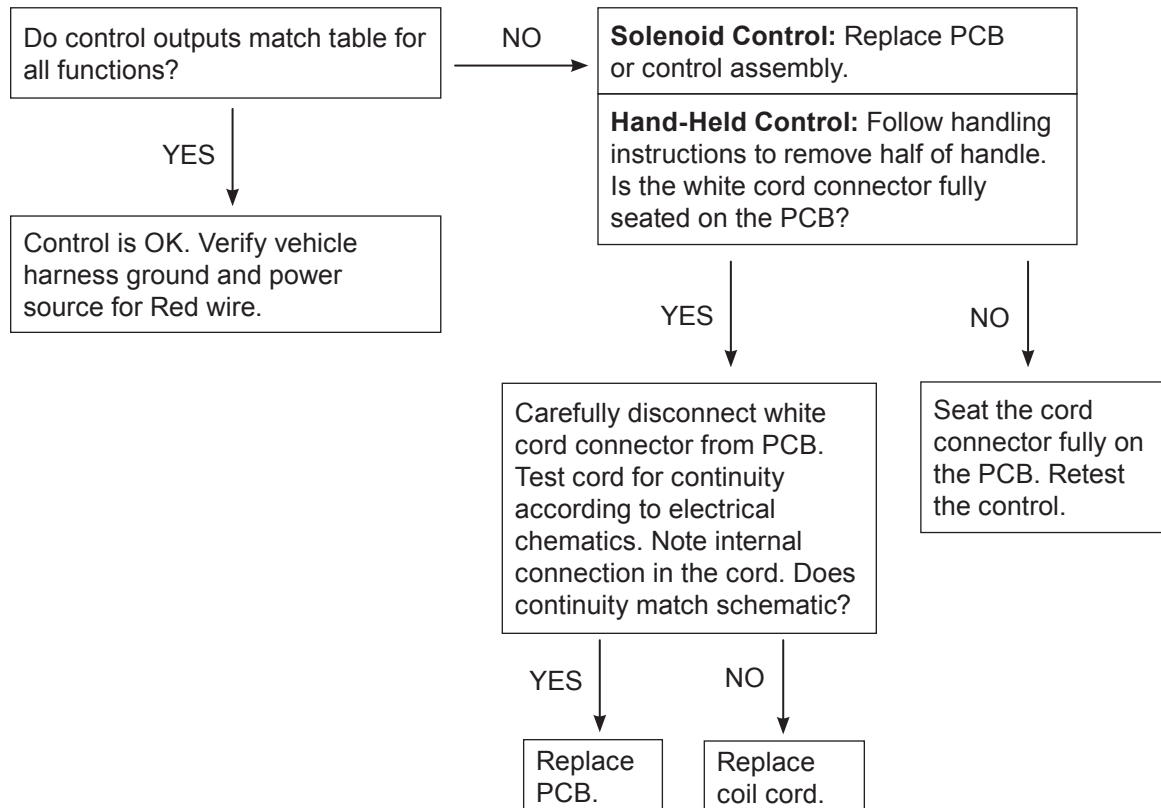 Do control outputs match table for
all functions?
NO
Solenoid Control: Replace PCB
or control assembly.
Hand-Held Control: Follow handling
instructions to remove half of handle.
Is the white cord connector fully
seated on the PCB?
YES
Control is OK. Verify vehicle
harness ground and power
source for Red wire.
YES
NO
Carefully disconnect white
cord connector from PCB.
Test cord for continuity
according to electrical
chematics. Note internal
connection in the cord. Does
continuity match schematic?
Seat the cord
connector fully on
the PCB. Retest
the control.
YES
NO
Replace
PCB.
Replace
coil cord.